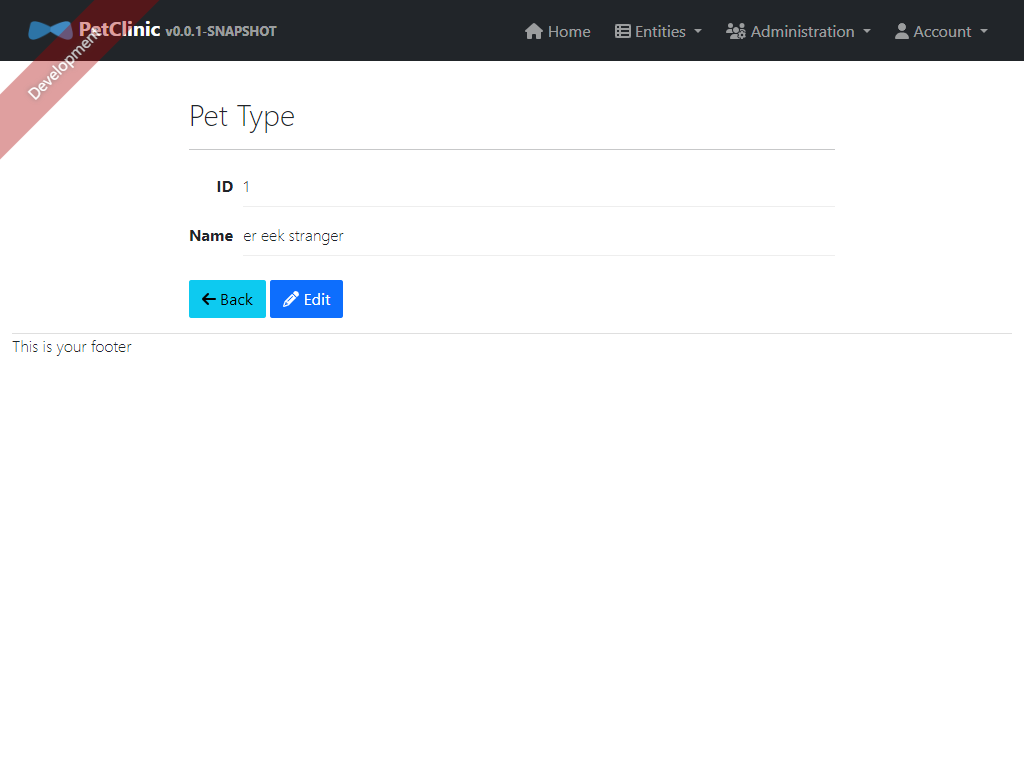 PetClinic v0.0.1-SNAPSHOT
Home Entities Administration Account
Development
Pet Type
ID 1
Name er eek stranger
Back Edit
This is your footer